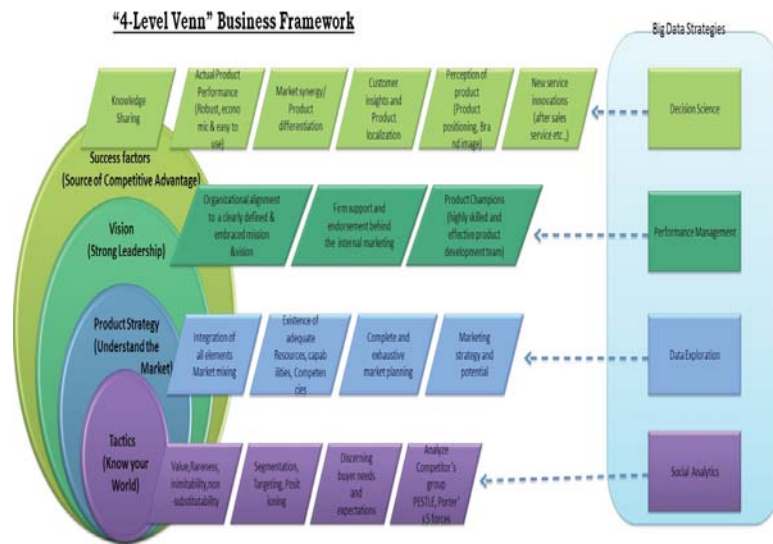 "4-Level Venn" Business Framework
Big Data Strategies
Knowledge
Sharing
Actual Product
Performance
(Robust, econo
mic & easy to
use)
Market synergy/
Product
differentiation
Customer
insights and
Product
localization
Perception of
product
(Product
positioning, Bra
nd image)
New service
innovations
(after sales
service etc.,)
Decision Science
Success factors
(Source of Competitive Advantage)
Organizational alignment
to a clearly defined &
embraced mission
&vision
Firm support and
endorsement behind
the internal marketing
Product Champions
(highly skilled and
effective product
development team)
Performance Management
Vision
(Strong Leadership)
Product Strategy
(Understand the
Market)
Integration of
all elements
Market mixing
Existence of
adequate
Resources, capab
ilities, Competen
cies
Complete and
exhaustive
market planning
Marketing
strategy and
potential
Data Exploration
Tactics
(Know your
World)
Value,Rareness,
inimitability,non
-substitutability
Segmentation,
Targeting, Posit
ioning
Discerning
buyer needs and
expectations
Analyze
Competitor's
group
PESTLE, Porter'
s 5 forces
Social Analytics